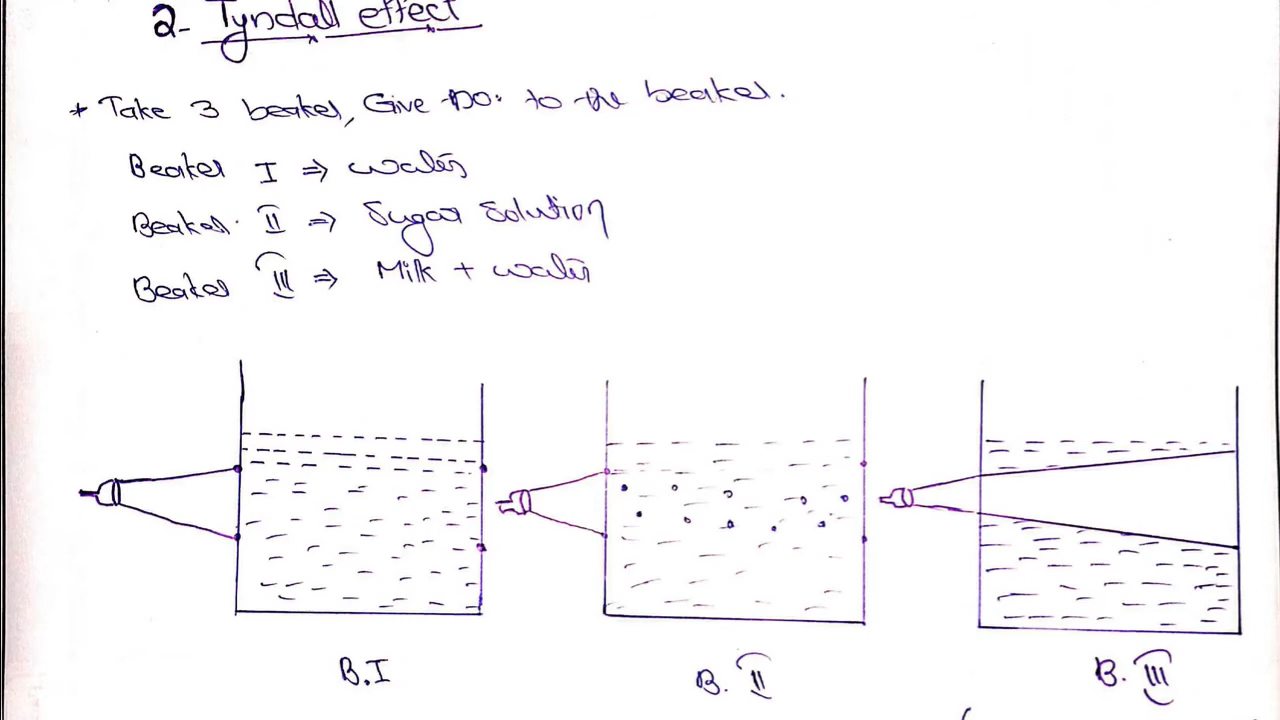 2- Tyndall effect
* Take 3 beaker, Give no: to the beaker.
Beaker I ⇒ water
Beaker II ⇒ Sugar Solution
Beaker III ⇒ Milk + water
B.I
B. II
B. III